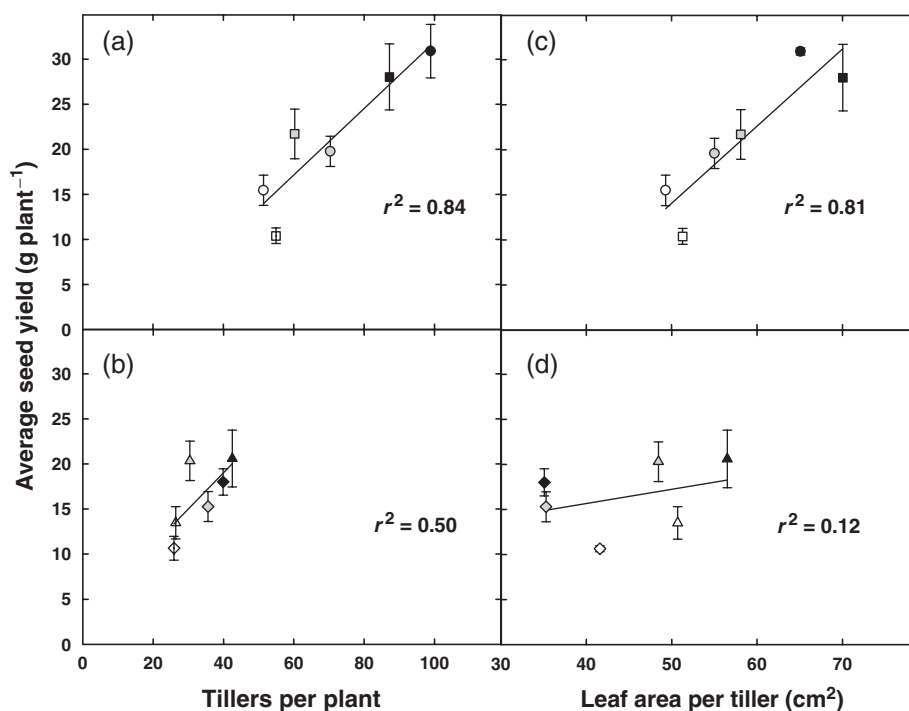 Average seed yield (g plant⁻¹)
(a)
30
25
20
15
10
5
0
r² = 0.84
(c)
r² = 0.81
(b)
30
25
20
15
10
5
0
r² = 0.50
0 20 40 60 80 100
Tillers per plant
(d)
r² = 0.12
30 40 50 60 70
Leaf area per tiller (cm²)